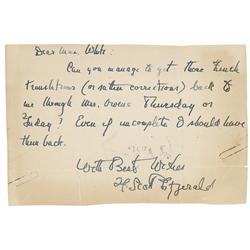 Dear Mrs. White:
Can you manage to get those French
translations (or rather corrections) back to
me through Mrs. Owens Thursday or
Friday? Even if uncomplete I should have
them back.
With Best Wishes
F Scott Fitzgerald